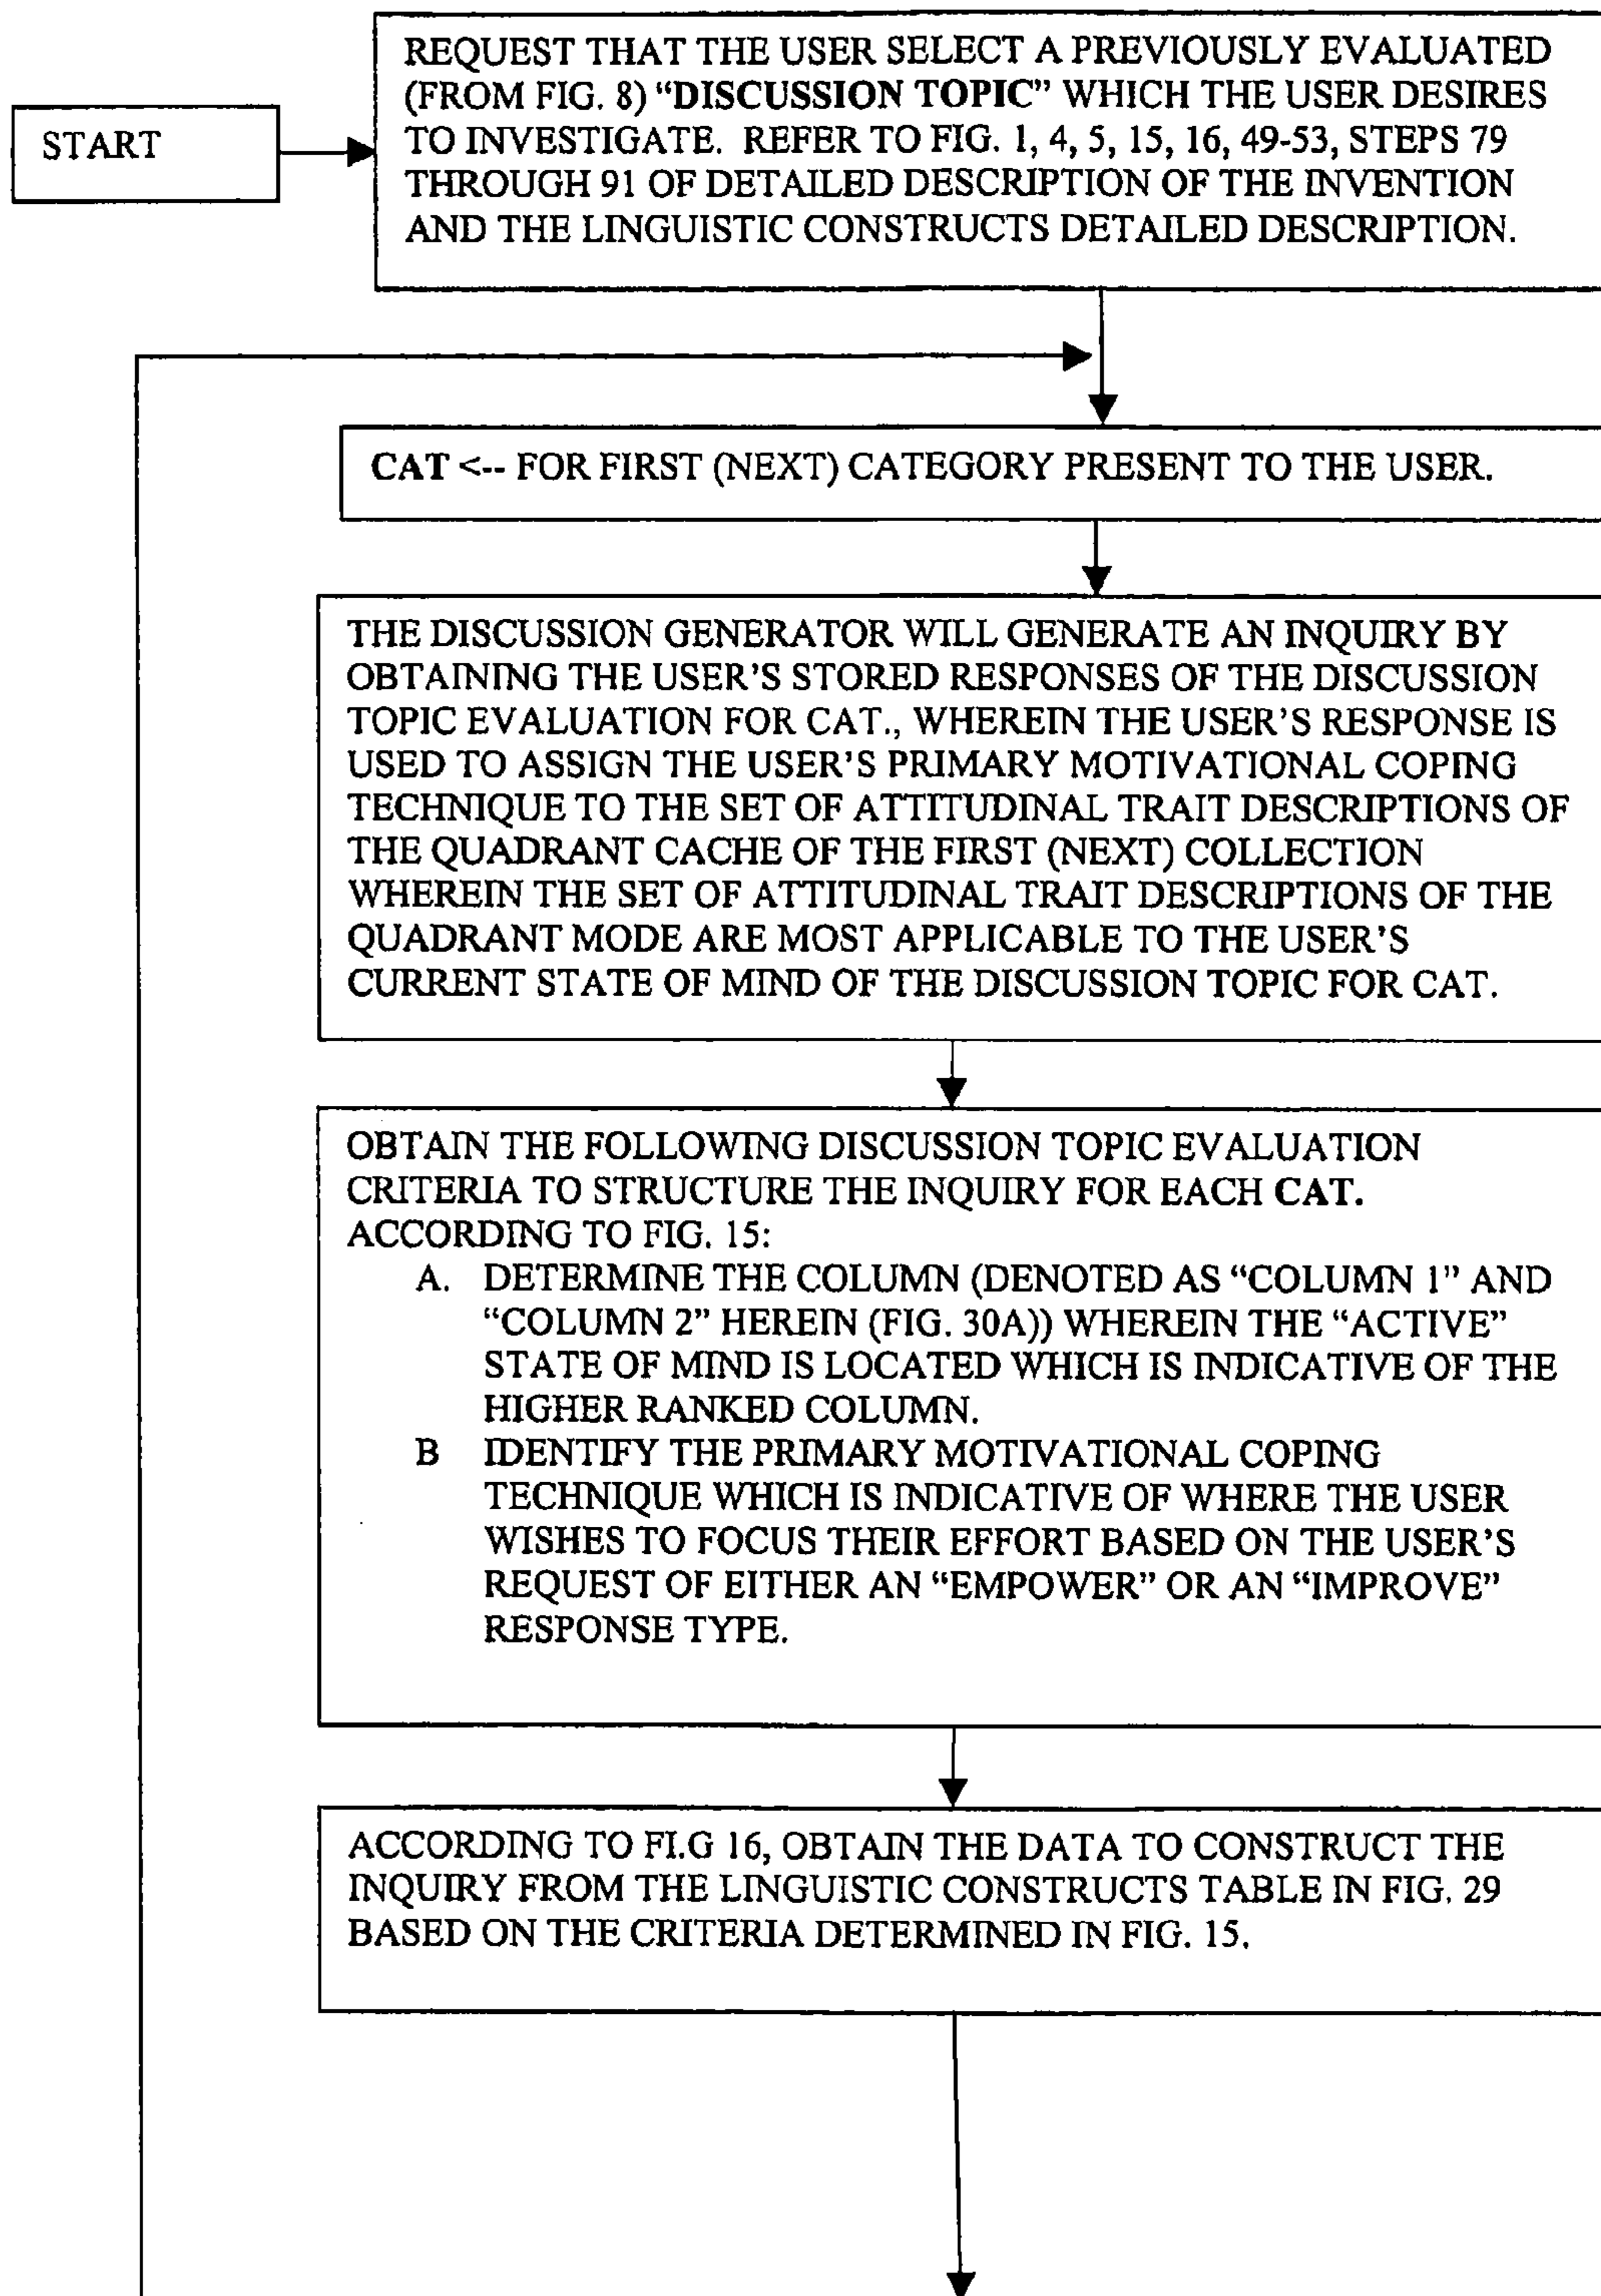 START
REQUEST THAT THE USER SELECT A PREVIOUSLY EVALUATED
(FROM FIG. 8) “DISCUSSION TOPIC” WHICH THE USER DESIRES
TO INVESTIGATE. REFER TO FIG. 1, 4, 5, 15, 16, 49-53, STEPS 79
THROUGH 91 OF DETAILED DESCRIPTION OF THE INVENTION
AND THE LINGUISTIC CONSTRUCTS DETAILED DESCRIPTION.
CAT <-- FOR FIRST (NEXT) CATEGORY PRESENT TO THE USER.
THE DISCUSSION GENERATOR WILL GENERATE AN INQUIRY BY
OBTAINING THE USER’S STORED RESPONSES OF THE DISCUSSION
TOPIC EVALUATION FOR CAT., WHEREIN THE USER’S RESPONSE IS
USED TO ASSIGN THE USER’S PRIMARY MOTIVATIONAL COPING
TECHNIQUE TO THE SET OF ATTITUDINAL TRAIT DESCRIPTIONS OF
THE QUADRANT CACHE OF THE FIRST (NEXT) COLLECTION
WHEREIN THE SET OF ATTITUDINAL TRAIT DESCRIPTIONS OF THE
QUADRANT MODE ARE MOST APPLICABLE TO THE USER’S
CURRENT STATE OF MIND OF THE DISCUSSION TOPIC FOR CAT.
OBTAIN THE FOLLOWING DISCUSSION TOPIC EVALUATION
CRITERIA TO STRUCTURE THE INQUIRY FOR EACH CAT.
ACCORDING TO FIG. 15:
A. DETERMINE THE COLUMN (DENOTED AS “COLUMN 1” AND
“COLUMN 2” HEREIN (FIG. 30A)) WHEREIN THE “ACTIVE”
STATE OF MIND IS LOCATED WHICH IS INDICATIVE OF THE
HIGHER RANKED COLUMN.
B IDENTIFY THE PRIMARY MOTIVATIONAL COPING
TECHNIQUE WHICH IS INDICATIVE OF WHERE THE USER
WISHES TO FOCUS THEIR EFFORT BASED ON THE USER’S
REQUEST OF EITHER AN “EMPOWER” OR AN “IMPROVE”
RESPONSE TYPE.
ACCORDING TO FI.G 16, OBTAIN THE DATA TO CONSTRUCT THE
INQUIRY FROM THE LINGUISTIC CONSTRUCTS TABLE IN FIG. 29
BASED ON THE CRITERIA DETERMINED IN FIG. 15.